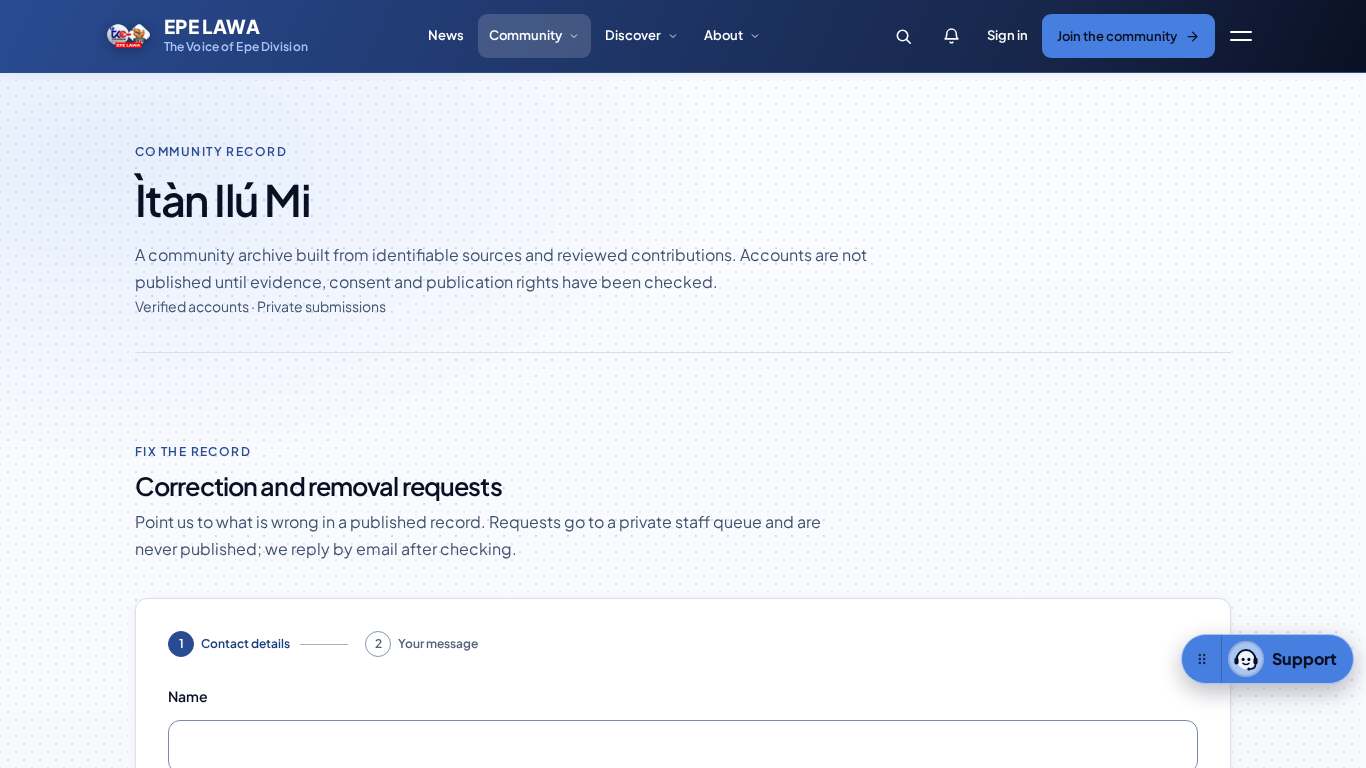 EPE LAWA
The Voice of Epe Division
EPE LAWA
News
Community
Discover
About
Sign in
Join the community
COMMUNITY RECORD
Ìtàn Ilú Mi
A community archive built from identifiable sources and reviewed contributions. Accounts are not
published until evidence, consent and publication rights have been checked.
Verified accounts · Private submissions
FIX THE RECORD
Correction and removal requests
Point us to what is wrong in a published record. Requests go to a private staff queue and are
never published; we reply by email after checking.
1 Contact details
2 Your message
Name
Support